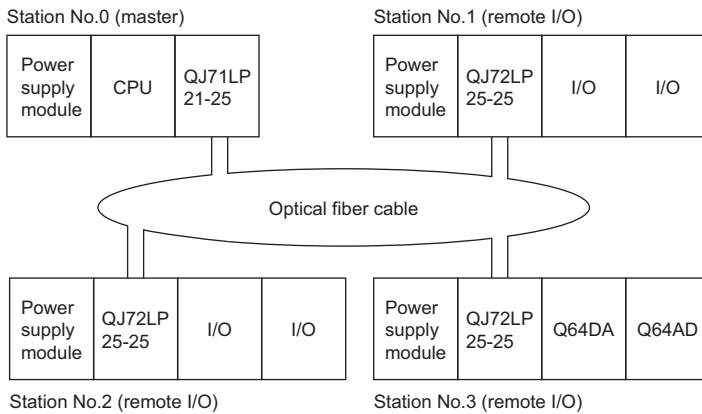 Station No.0 (master)
Power
supply
module
CPU
QJ71LP
21-25
Station No.1 (remote I/O)
Power
supply
module
QJ72LP
25-25
I/O
I/O
Optical fiber cable
Power
supply
module
QJ72LP
25-25
I/O
I/O
Station No.2 (remote I/O)
Power
supply
module
QJ72LP
25-25
Q64DA
Q64AD
Station No.3 (remote I/O)